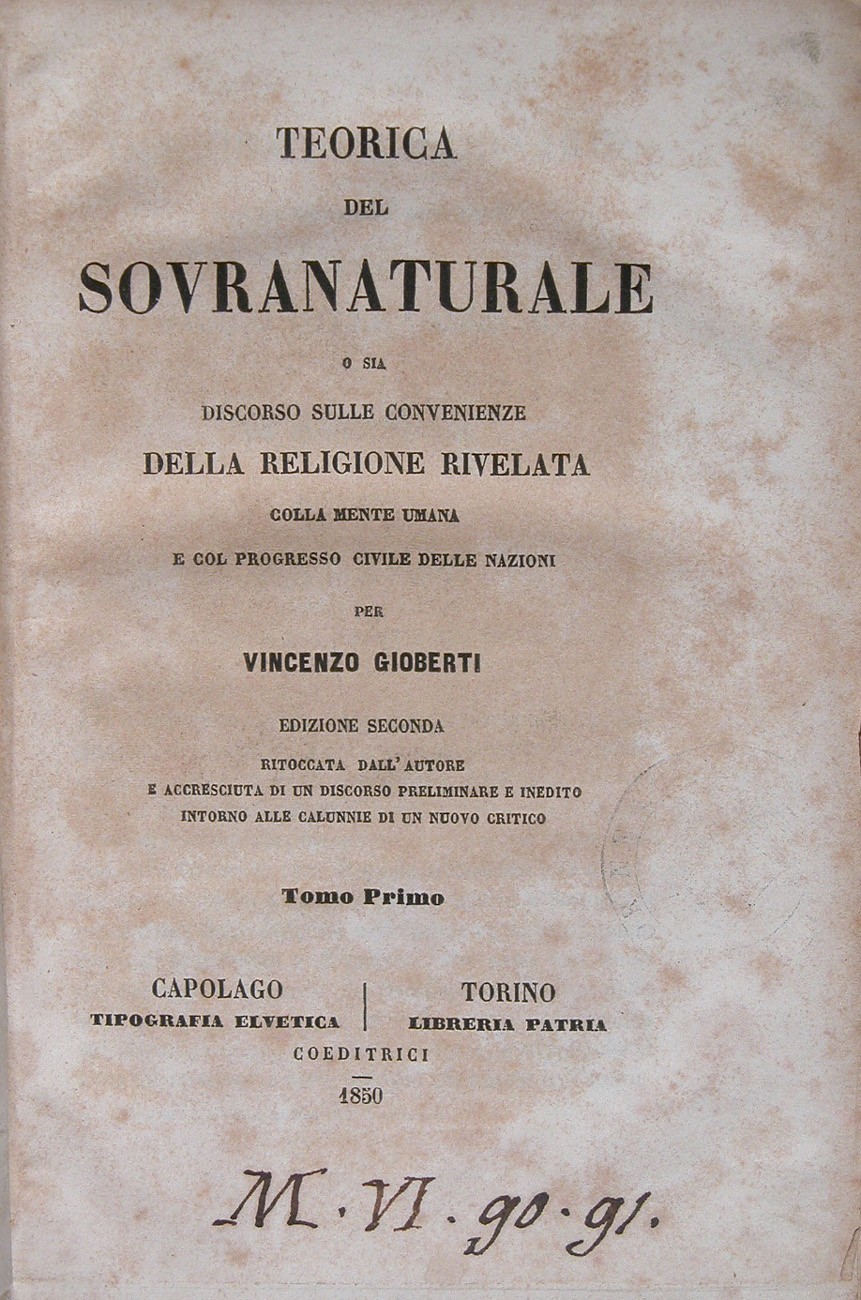 TEORICA
DEL
SOVRANATURALE
O SIA
DISCORSO SULLE CONVENIENZE
DELLA RELIGIONE RIVELATA
COLLA MENTE UMANA
E COL PROGRESSO CIVILE DELLE NAZIONI
PER
VINCENZO GIOBERTI
EDIZIONE SECONDA
RITOCCATA DALL' AUTORE
E ACCRESCIUTA DI UN DISCORSO PRELIMINARE E INEDITO
INTORNO ALLE CALUNNIE DI UN NUOVO CRITICO
Tomo Primo
CAPOLAGO
TIPOGRAFIA ELVETICA
TORINO
LIBRERIA PATRIA
COEDITRICI
1850
M. VI. 90. 91.